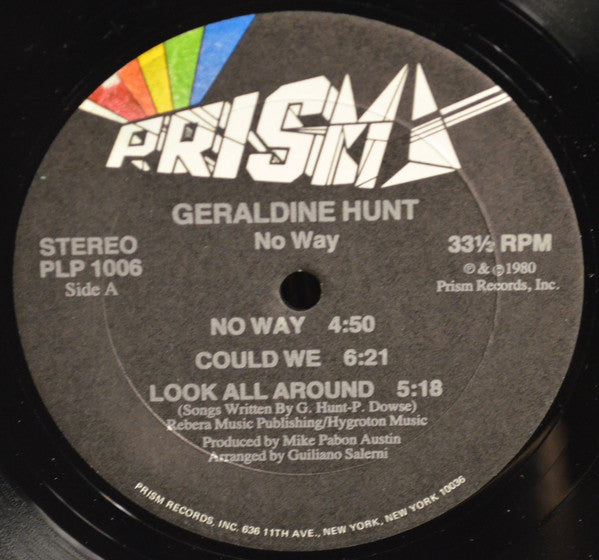 PRISM
GERALDINE HUNT
No Way
STEREO
PLP 1006
Side A
33⅓ RPM
℗ & © 1980
Prism Records, Inc.
NO WAY 4:50
COULD WE 6:21
LOOK ALL AROUND 5:18
(Songs Written By G. Hunt-P. Dowse)
Rebera Music Publishing/Hygroton Music
Produced by Mike Pabon Austin
Arranged by Guiliano Salerni
PRISM RECORDS, INC. 636 11TH AVE., NEW YORK, NEW YORK 10036